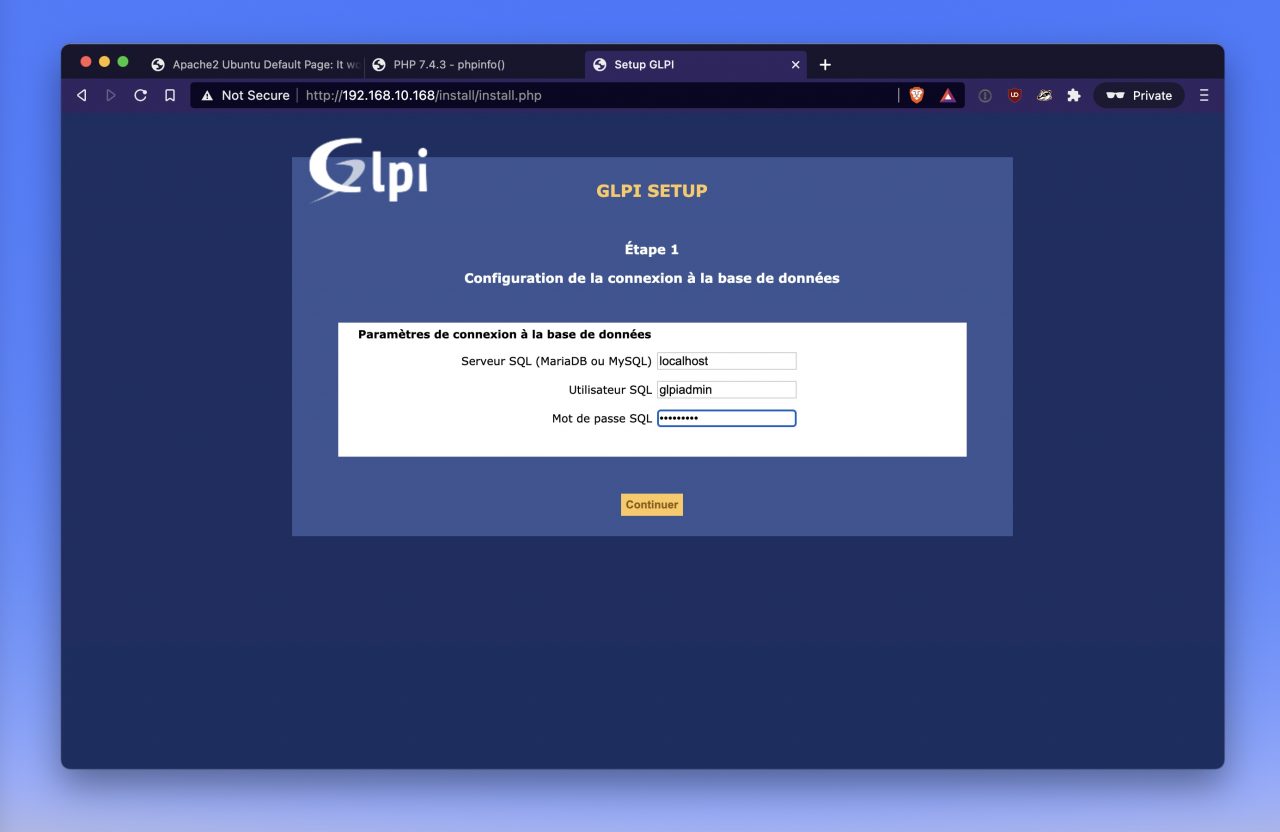 Apache2 Ubuntu Default Page: It wo
PHP 7.4.3 - phpinfo()
Setup GLPI
Not Secure
http://192.168.10.168/install/install.php
Private
Glpi
GLPI SETUP
Étape 1
Configuration de la connexion à la base de données
Paramètres de connexion à la base de données
Serveur SQL (MariaDB ou MySQL) localhost
Utilisateur SQL glpiadmin
Mot de passe SQL •••••••••
Continuer